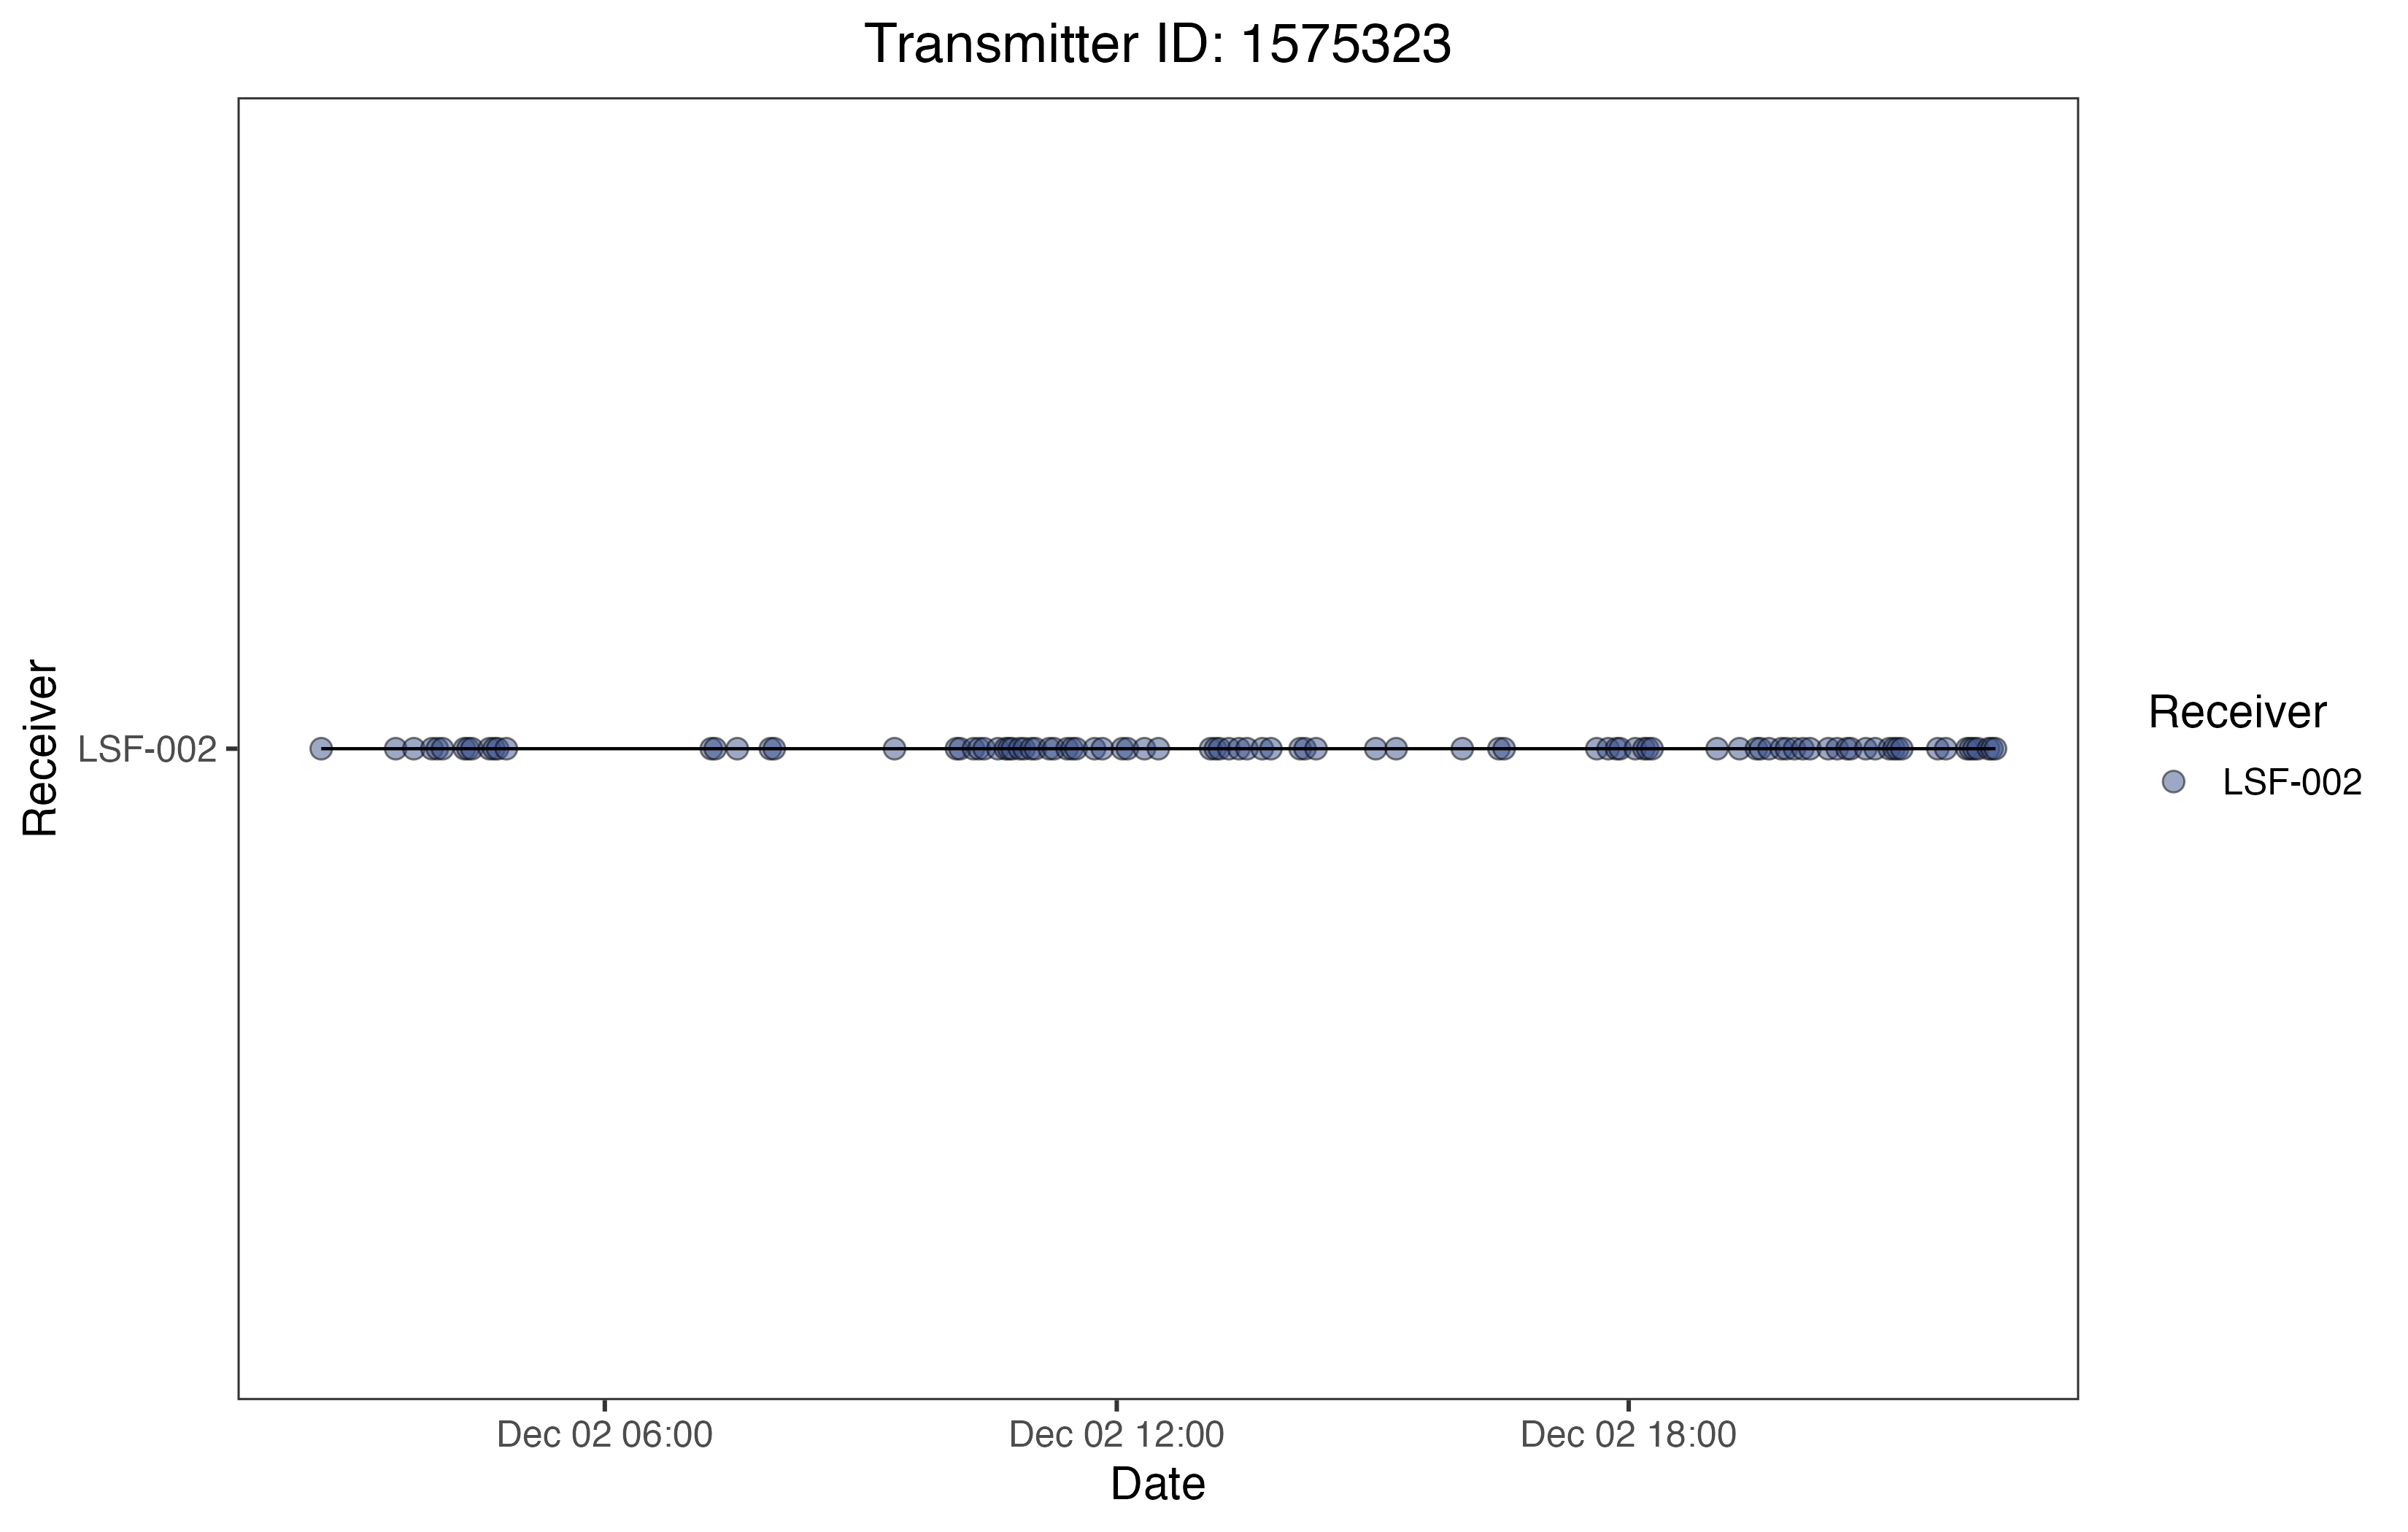 Transmitter ID: 1575323
Receiver
LSF-002
Receiver
LSF-002
Dec 02 06:00
Dec 02 12:00
Dec 02 18:00
Date